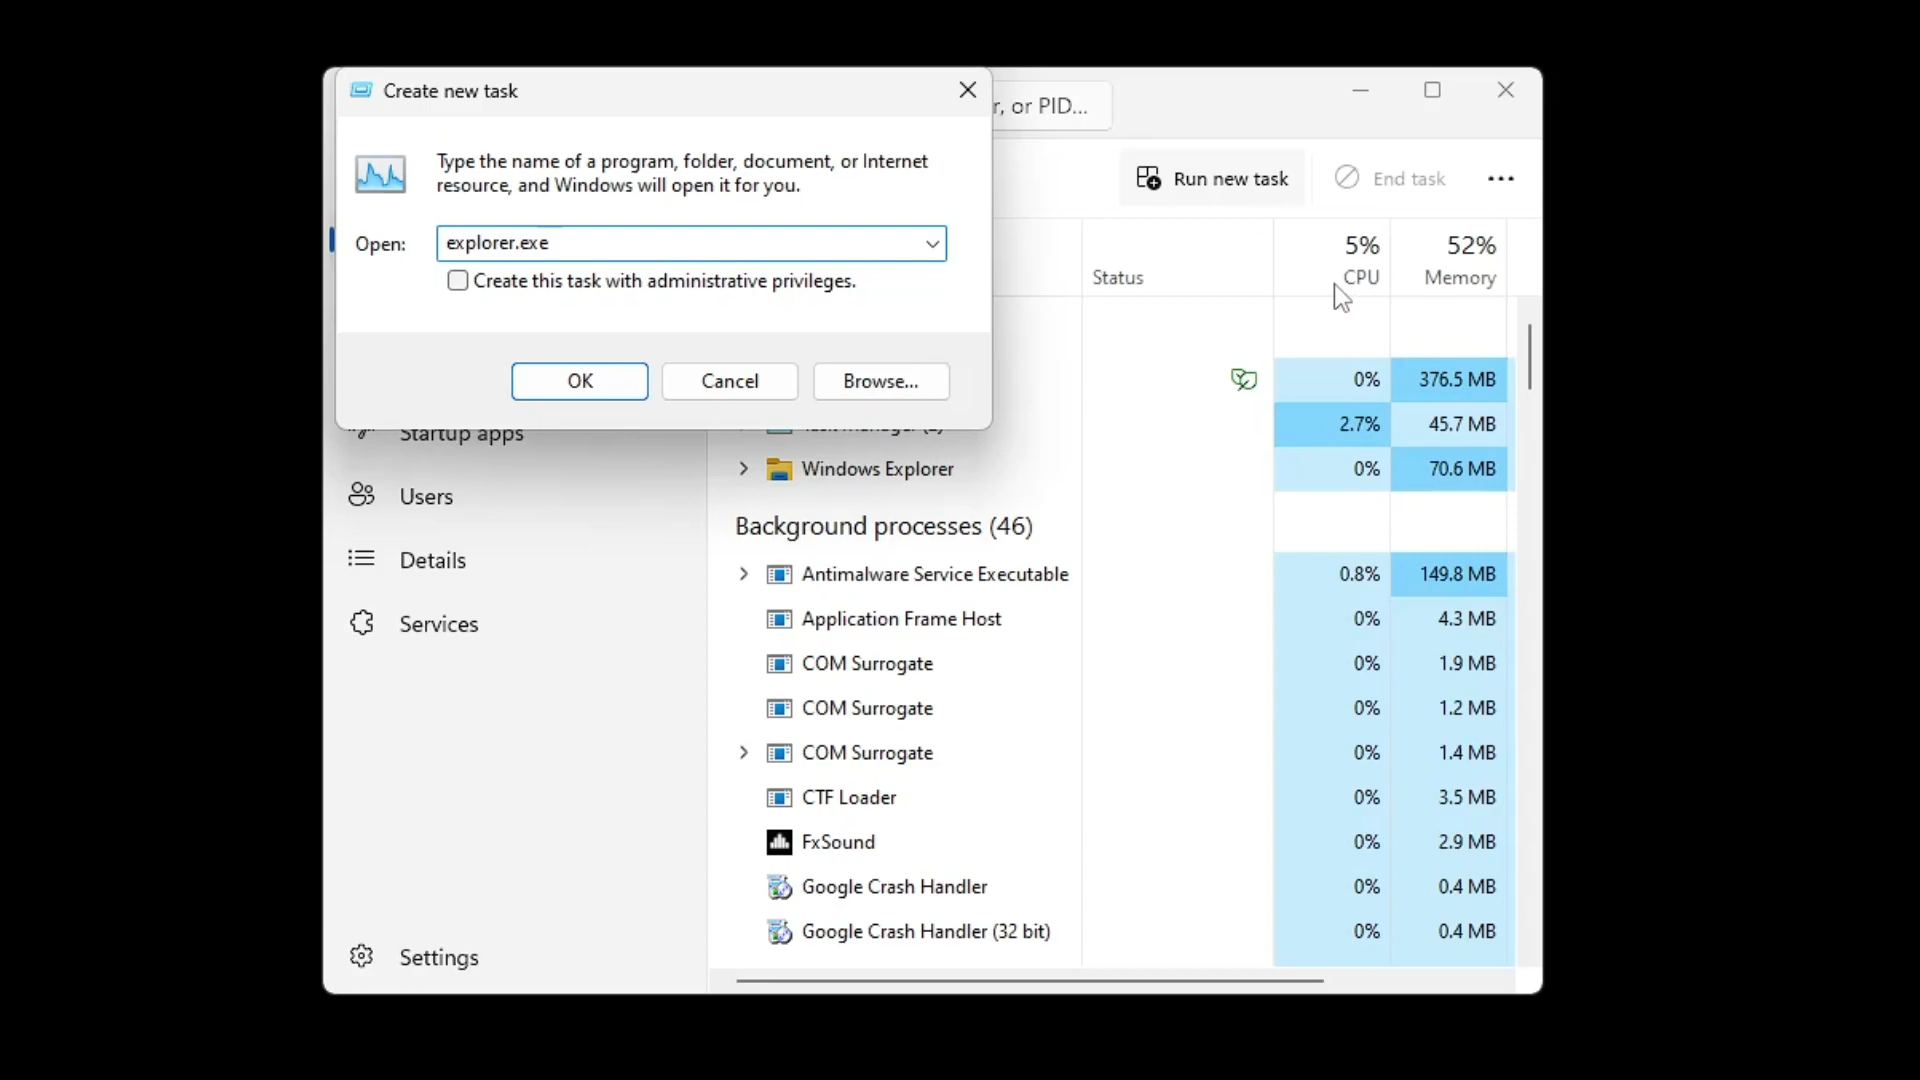 Create new task
Type the name of a program, folder, document, or Internet
resource, and Windows will open it for you.
Open: explorer.exe
Create this task with administrative privileges.
OK Cancel Browse...
r, or PID...
Run new task End task
5% 52%
Status CPU Memory
0% 376.5 MB
2.7% 45.7 MB
Windows Explorer 0% 70.6 MB
Background processes (46)
Antimalware Service Executable 0.8% 149.8 MB
Application Frame Host 0% 4.3 MB
COM Surrogate 0% 1.9 MB
COM Surrogate 0% 1.2 MB
COM Surrogate 0% 1.4 MB
CTF Loader 0% 3.5 MB
FxSound 0% 2.9 MB
Google Crash Handler 0% 0.4 MB
Google Crash Handler (32 bit) 0% 0.4 MB
Startup apps
Users
Details
Services
Settings